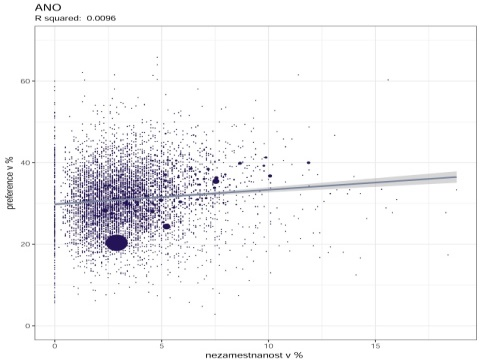 ANO
R squared: 0.0096
preference v %
60
40
20
0
0
5
10
15
nezamestnanost v %